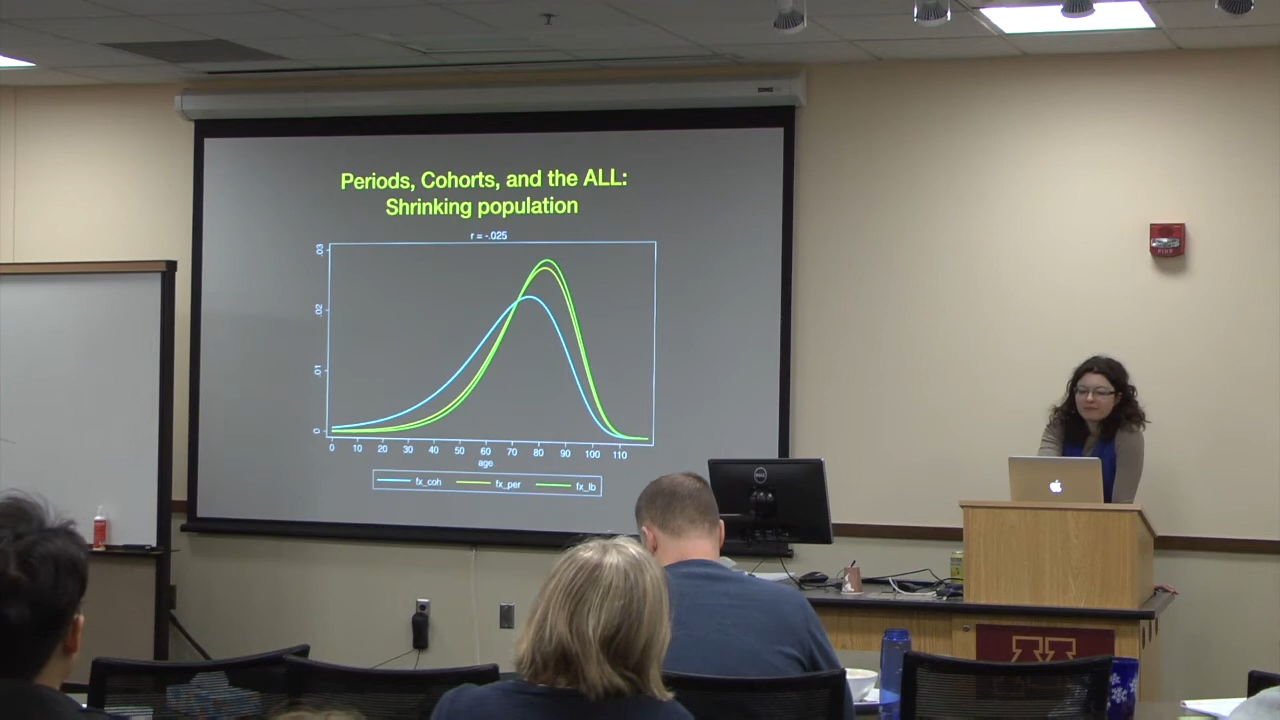 Periods, Cohorts, and the ALL:
Shrinking population
r = -.025
.03
.02
.01
0
0 10 20 30 40 50 60 70 80 90 100 110
age
fx_coh fx_per fx_lb
DELL
FIRE
M